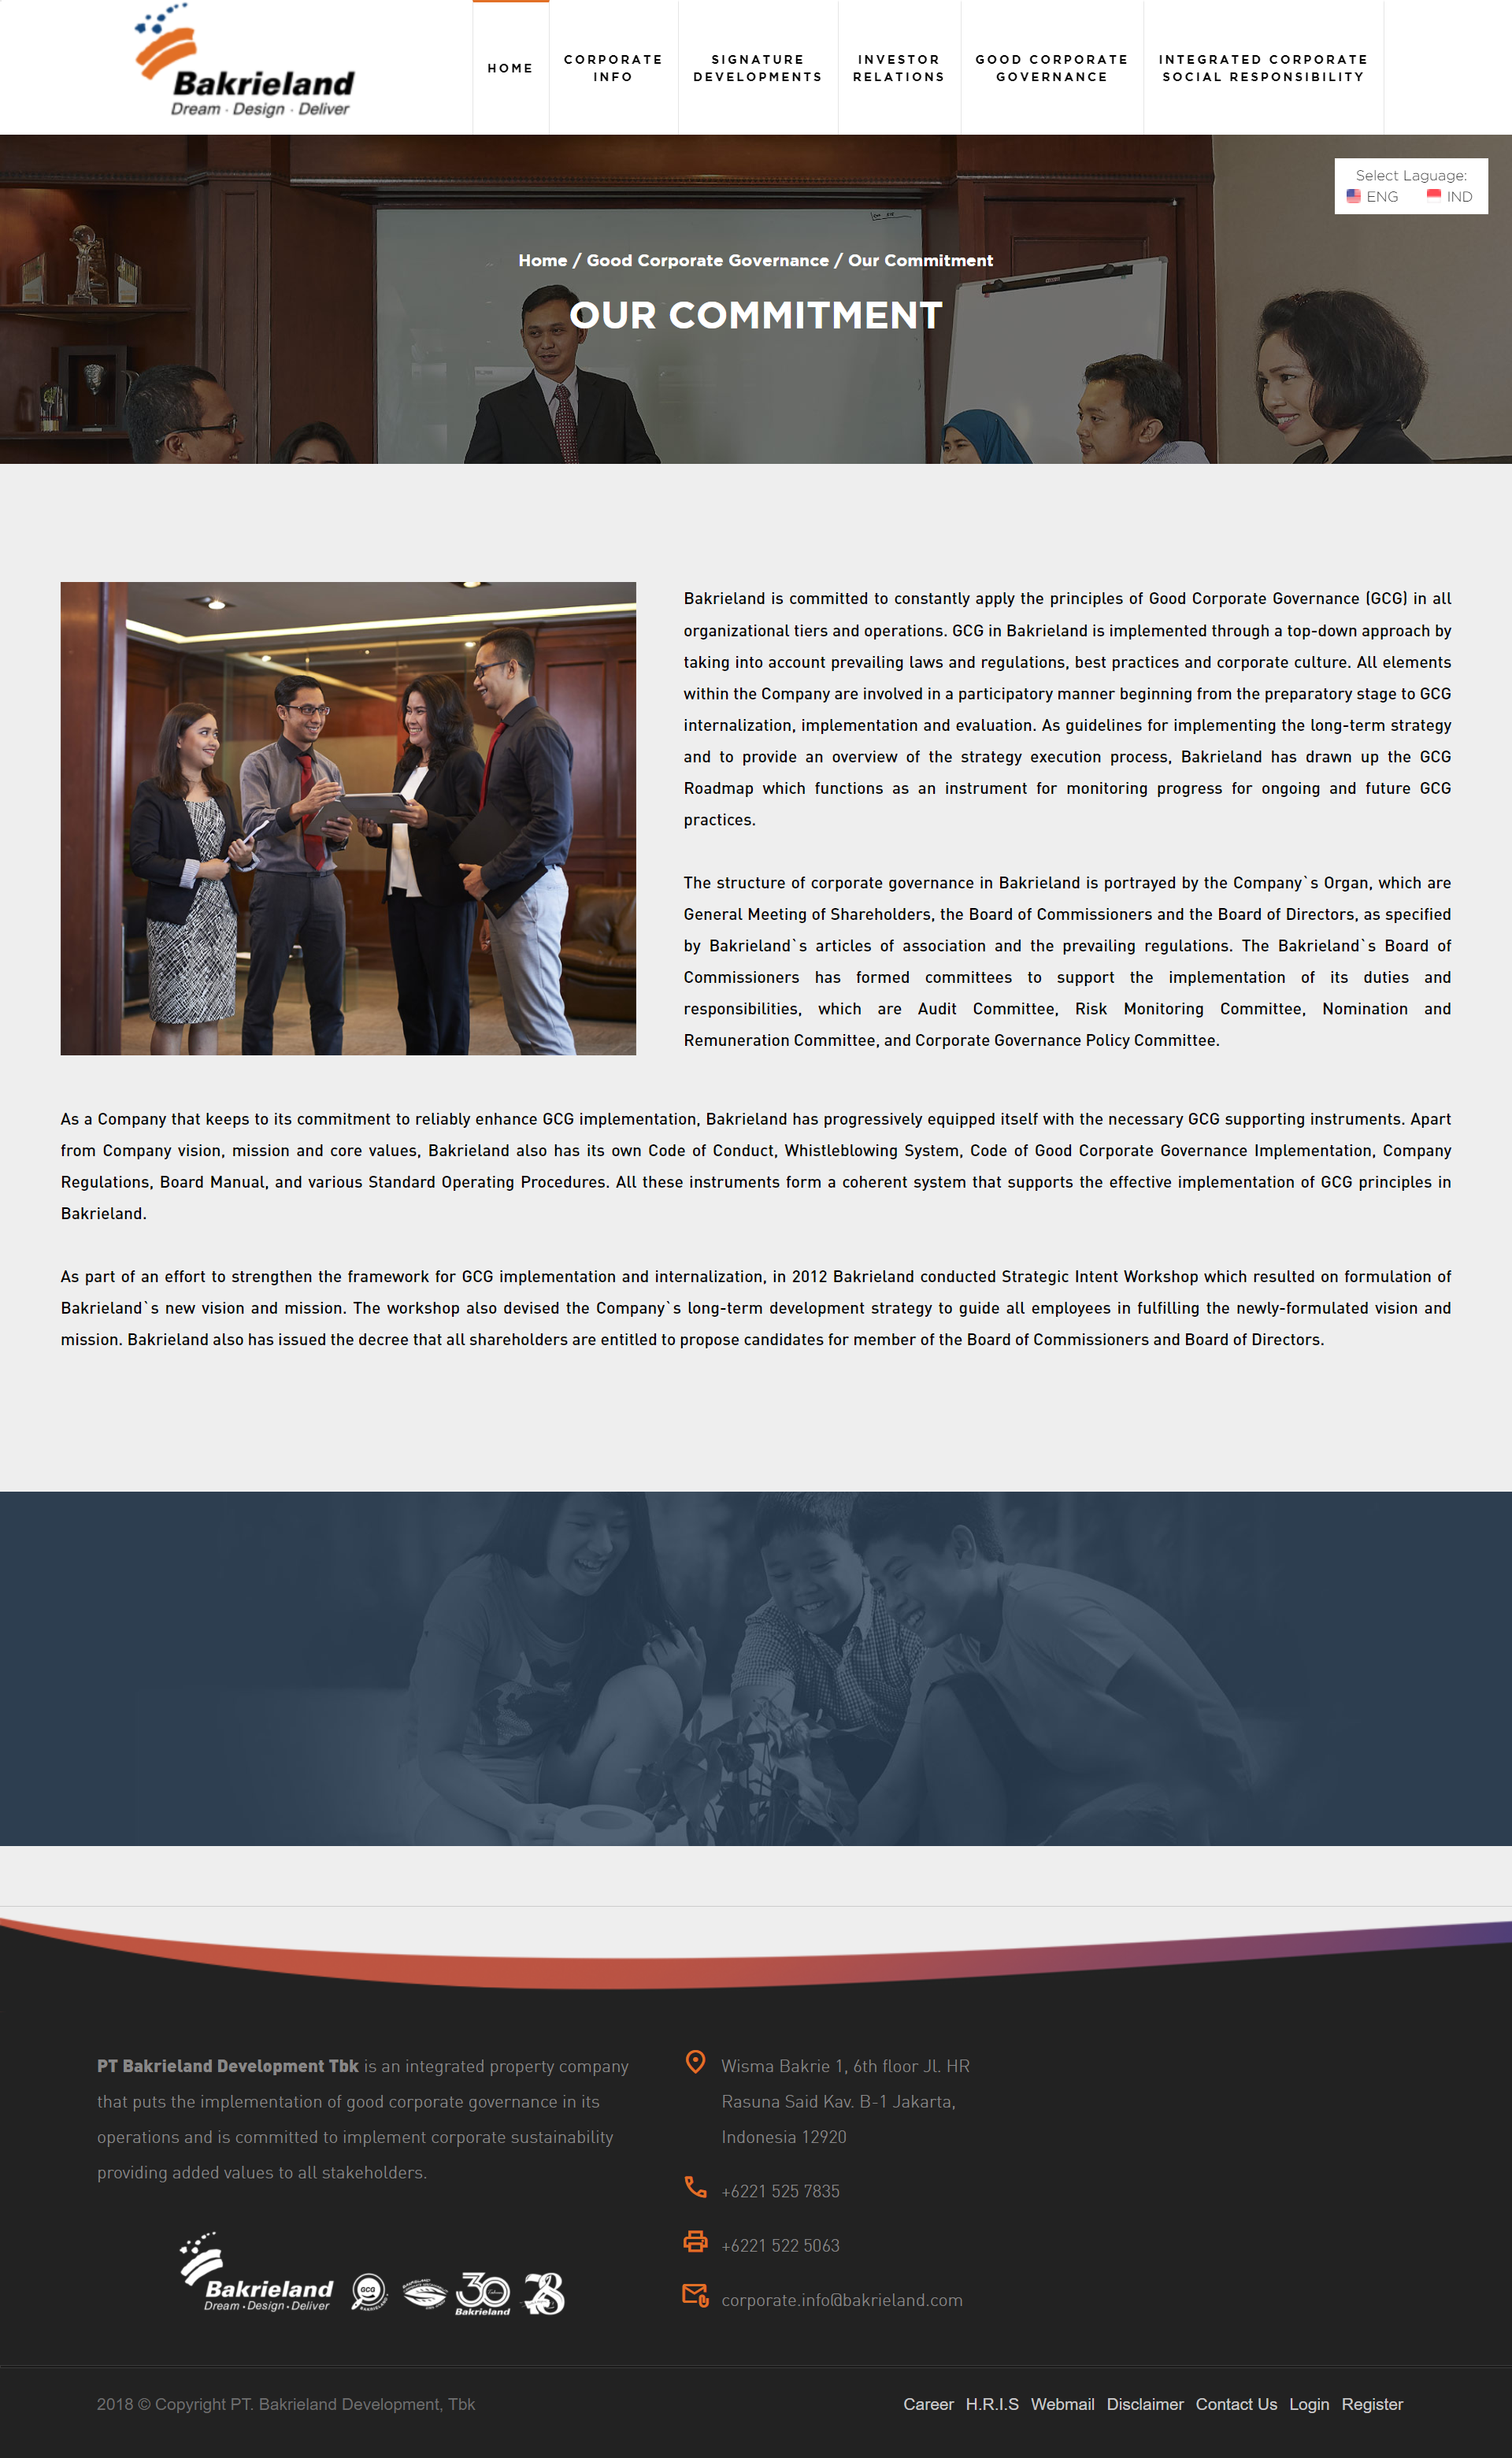 Bakrieland
Dream · Design · Deliver
HOME
CORPORATE
INFO
SIGNATURE
DEVELOPMENTS
INVESTOR
RELATIONS
GOOD CORPORATE
GOVERNANCE
INTEGRATED CORPORATE
SOCIAL RESPONSIBILITY
Select Laguage:
ENG IND
Home / Good Corporate Governance / Our Commitment
OUR COMMITMENT
Bakrieland is committed to constantly apply the principles of Good Corporate Governance (GCG) in all
organizational tiers and operations. GCG in Bakrieland is implemented through a top-down approach by
taking into account prevailing laws and regulations, best practices and corporate culture. All elements
within the Company are involved in a participatory manner beginning from the preparatory stage to GCG
internalization, implementation and evaluation. As guidelines for implementing the long-term strategy
and to provide an overview of the strategy execution process, Bakrieland has drawn up the GCG
Roadmap which functions as an instrument for monitoring progress for ongoing and future GCG
practices.
The structure of corporate governance in Bakrieland is portrayed by the Company`s Organ, which are
General Meeting of Shareholders, the Board of Commissioners and the Board of Directors, as specified
by Bakrieland`s articles of association and the prevailing regulations. The Bakrieland`s Board of
Commissioners has formed committees to support the implementation of its duties and
responsibilities, which are Audit Committee, Risk Monitoring Committee, Nomination and
Remuneration Committee, and Corporate Governance Policy Committee.
As a Company that keeps to its commitment to reliably enhance GCG implementation, Bakrieland has progressively equipped itself with the necessary GCG supporting instruments. Apart
from Company vision, mission and core values, Bakrieland also has its own Code of Conduct, Whistleblowing System, Code of Good Corporate Governance Implementation, Company
Regulations, Board Manual, and various Standard Operating Procedures. All these instruments form a coherent system that supports the effective implementation of GCG principles in
Bakrieland.
As part of an effort to strengthen the framework for GCG implementation and internalization, in 2012 Bakrieland conducted Strategic Intent Workshop which resulted on formulation of
Bakrieland`s new vision and mission. The workshop also devised the Company`s long-term development strategy to guide all employees in fulfilling the newly-formulated vision and
mission. Bakrieland also has issued the decree that all shareholders are entitled to propose candidates for member of the Board of Commissioners and Board of Directors.
PT Bakrieland Development Tbk is an integrated property company
that puts the implementation of good corporate governance in its
operations and is committed to implement corporate sustainability
providing added values to all stakeholders.
Bakrieland
Dream · Design · Deliver
GCG
30
Bakrieland
28
Wisma Bakrie 1, 6th floor Jl. HR
Rasuna Said Kav. B-1 Jakarta,
Indonesia 12920
+6221 525 7835
+6221 522 5063
corporate.info@bakrieland.com
2018 © Copyright PT. Bakrieland Development, Tbk
Career H.R.I.S Webmail Disclaimer Contact Us Login Register